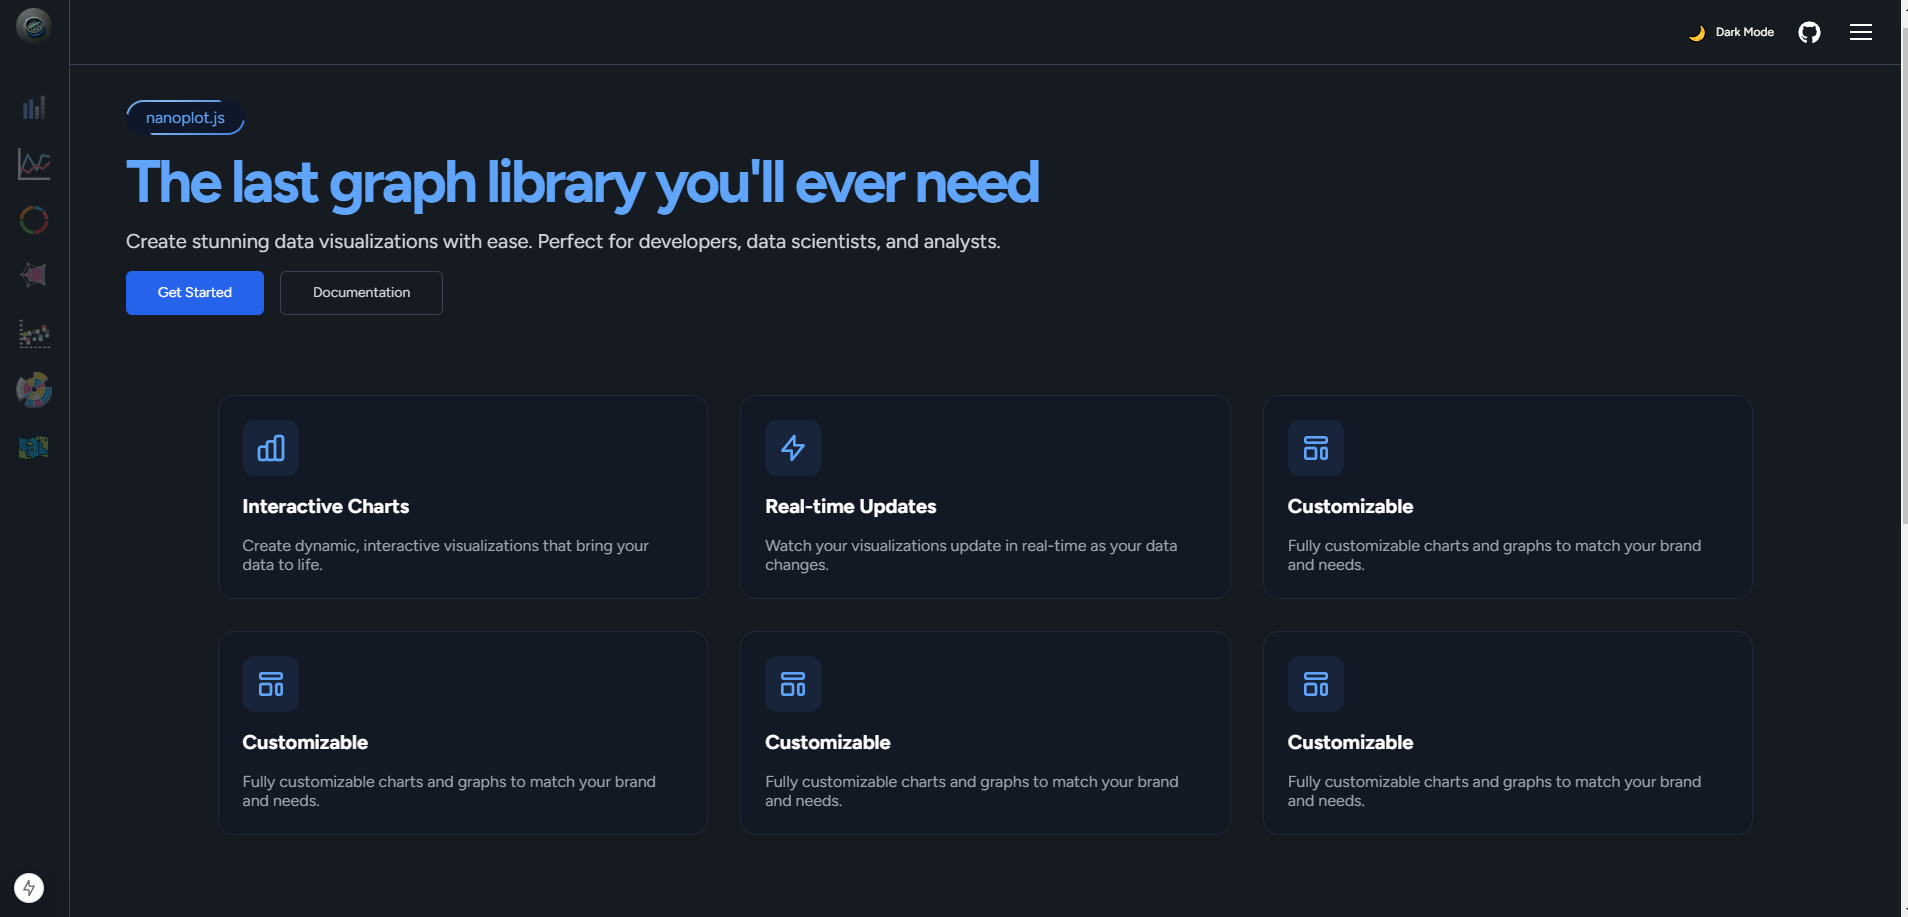 Dark Mode
nanoplot.js
The last graph library you'll ever need
Create stunning data visualizations with ease. Perfect for developers, data scientists, and analysts.
Get Started
Documentation
Interactive Charts
Create dynamic, interactive visualizations that bring your
data to life.
Real-time Updates
Watch your visualizations update in real-time as your data
changes.
Customizable
Fully customizable charts and graphs to match your brand
and needs.
Customizable
Fully customizable charts and graphs to match your brand
and needs.
Customizable
Fully customizable charts and graphs to match your brand
and needs.
Customizable
Fully customizable charts and graphs to match your brand
and needs.